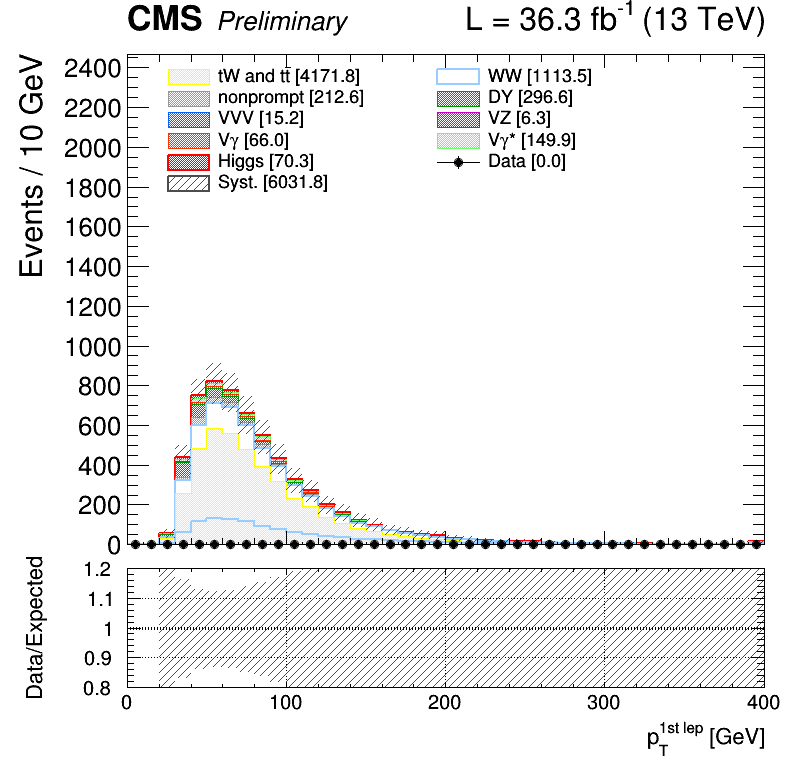 CMS Preliminary L = 36.3 fb⁻¹ (13 TeV)
Events / 10 GeV
2400
2200
2000
1800
1600
1400
1200
1000
800
600
400
200
0
tW and tt̄ [4171.8]
nonprompt [212.6]
VVV [15.2]
Vγ [66.0]
Higgs [70.3]
Syst. [6031.8]
WW [1113.5]
DY [296.6]
VZ [6.3]
Vγ* [149.9]
Data [0.0]
Data/Expected
1.2
1.1
1
0.9
0.8
0 100 200 300 400
p_T^{1st lep} [GeV]